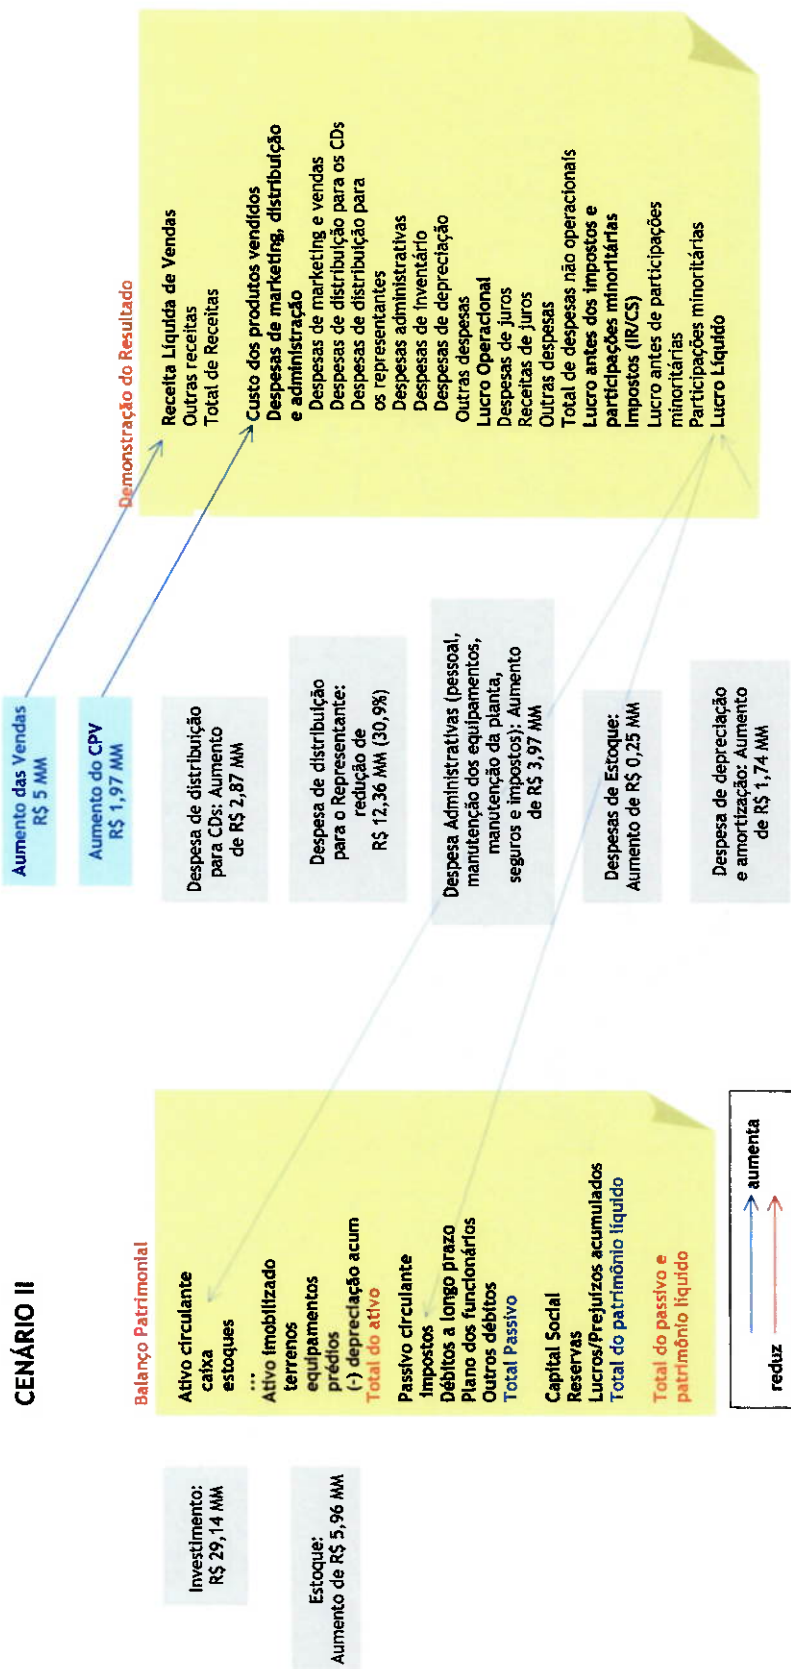 CENÁRIO II
Investimento:
R$ 29,14 MM
Estoque:
Aumento de R$ 5,96 MM
Balanço Patrimonial
Ativo circulante
caixa
estoques
...
Ativo imobilizado
terrenos
equipamentos
prédios
(-) depreciação acum
Total do ativo
Passivo circulante
Impostos
Débitos a longo prazo
Plano dos funcionários
Outros débitos
Total Passivo
Capital Social
Reservas
Lucros/Prejuízos acumulados
Total do patrimônio líquido
Total do passivo e
patrimônio líquido
aumenta
reduz
Aumento das Vendas
R$ 5 MM
Aumento do CPV
R$ 1,97 MM
Despesa de distribuição
para CDs: Aumento
de R$ 2,87 MM
Despesa de distribuição
para o Representante:
redução de
R$ 12,36 MM (30,9%)
Despesa Administrativas (pessoal,
manutenção dos equipamentos,
manutenção da planta,
seguros e impostos): Aumento
de R$ 3,97 MM
Despesas de Estoque:
Aumento de R$ 0,25 MM
Despesa de depreciação
e amortização: Aumento
de R$ 1,74 MM
Demonstração do Resultado
Receita Líquida de Vendas
Outras receitas
Total de Receitas
Custo dos produtos vendidos
Despesas de marketing, distribuição
e administração
Despesas de marketing e vendas
Despesas de distribuição para os CDs
Despesas de distribuição para
os representantes
Despesas administrativas
Despesas de inventário
Despesas de depreciação
Outras despesas
Lucro Operacional
Despesas de juros
Receitas de juros
Outras despesas
Total de despesas não operacionais
Lucro antes dos impostos e
participações minoritárias
Impostos (IR/CS)
Lucro antes de participações
minoritárias
Participações minoritárias
Lucro Líquido